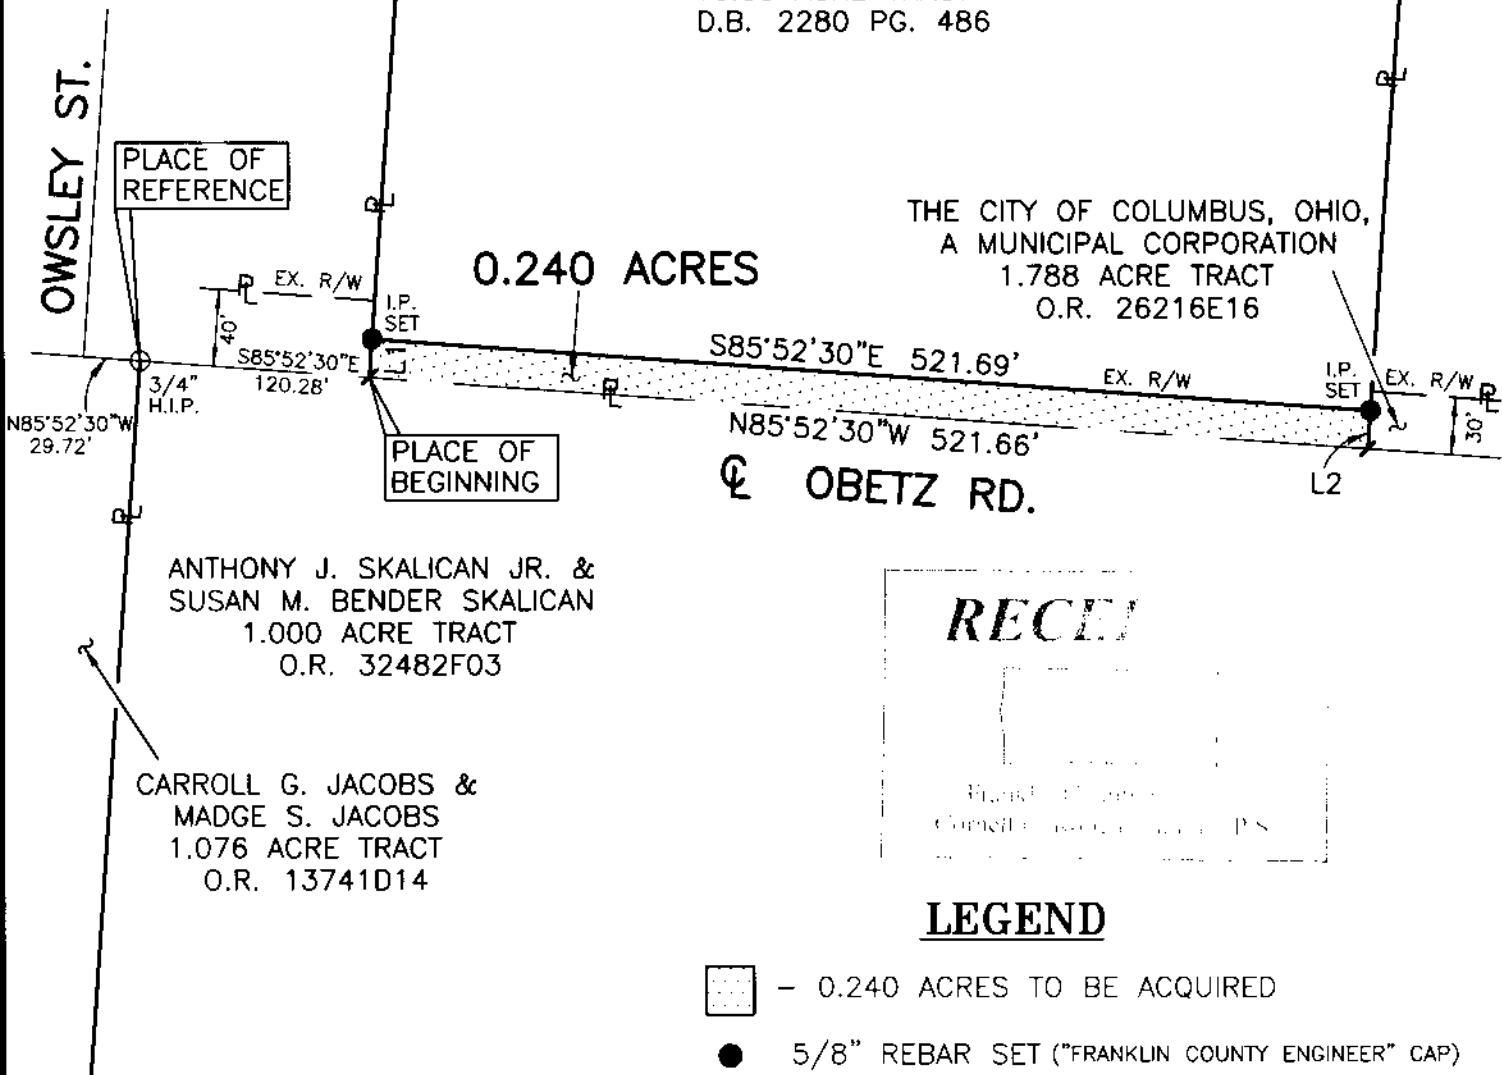 D.B. 2280 PG. 486
OWSLEY ST.
PLACE OF
REFERENCE
THE CITY OF COLUMBUS, OHIO,
A MUNICIPAL CORPORATION
1.788 ACRE TRACT
O.R. 26216E16
0.240 ACRES
EX. R/W
I.P.
SET
40'
S85°52'30"E
120.28'
L1
S85°52'30"E 521.69'
EX. R/W
I.P.
SET
EX. R/W
30'
3/4"
H.I.P.
N85°52'30"W
29.72'
N85°52'30"W 521.66'
PLACE OF
BEGINNING
℄ OBETZ RD.
L2
ANTHONY J. SKALICAN JR. &
SUSAN M. BENDER SKALICAN
1.000 ACRE TRACT
O.R. 32482F03
RECEI
CARROLL G. JACOBS &
MADGE S. JACOBS
1.076 ACRE TRACT
O.R. 13741D14
LEGEND
- 0.240 ACRES TO BE ACQUIRED
5/8" REBAR SET ("FRANKLIN COUNTY ENGINEER" CAP)